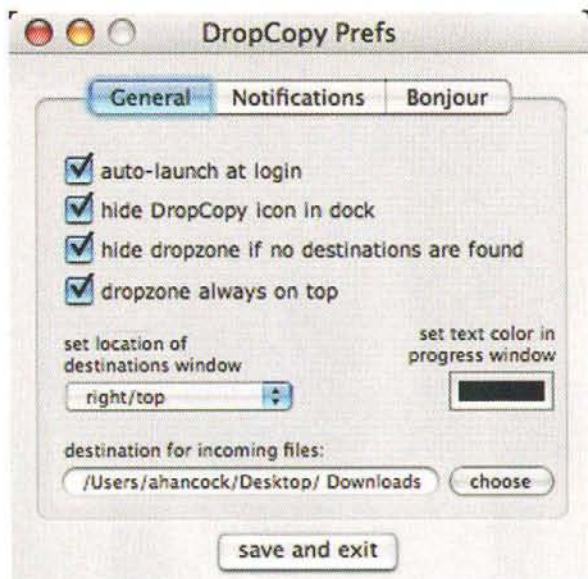 DropCopy Prefs
General Notifications Bonjour
auto-launch at login
hide DropCopy icon in dock
hide dropzone if no destinations are found
dropzone always on top
set location of
destinations window
right/top
set text color in
progress window
destination for incoming files:
/Users/ahancock/Desktop/ Downloads choose
save and exit